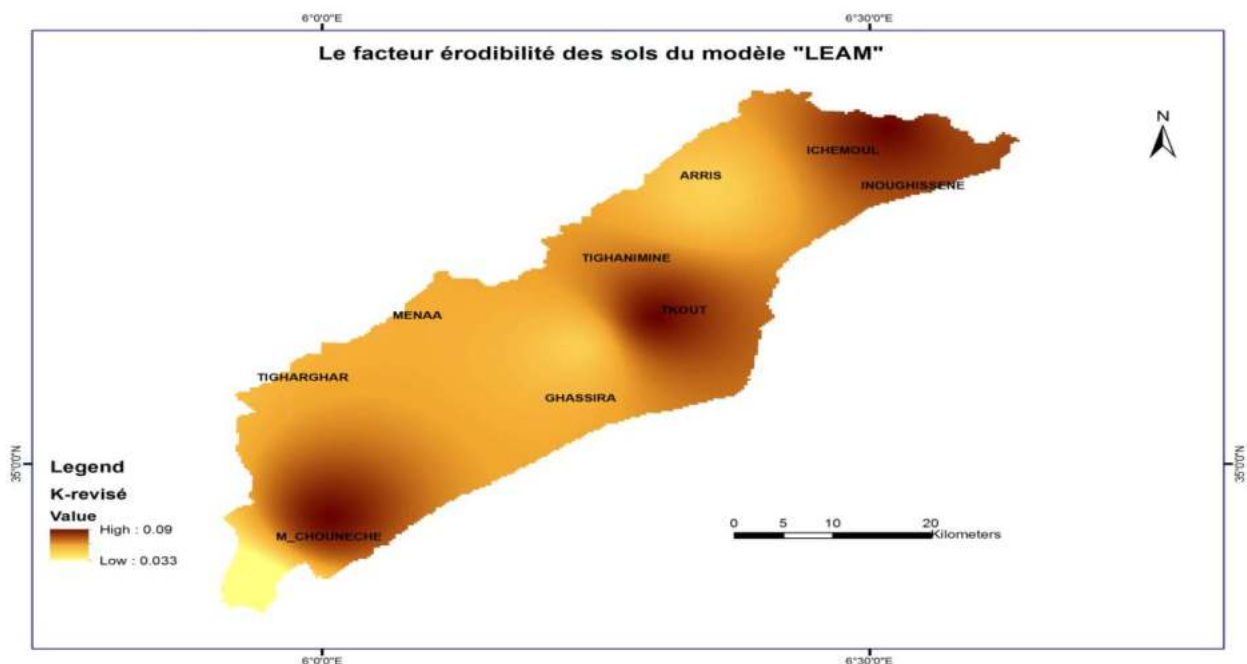 6°0'0"E
6°30'0"E
Le facteur érodibilité des sols du modèle "LEAM"
N
ICHEMOUL
ARRIS
INOUGHISSENE
TIGHANIMINE
TKOUT
MENAA
TIGHARGHAR
GHASSIRA
35°0'0"N
35°0'0"N
Legend
K-revisé
Value
High : 0.09
Low : 0.033
M_CHOUNECHE
0 5 10 20
Kilometers
6°0'0"E
6°30'0"E